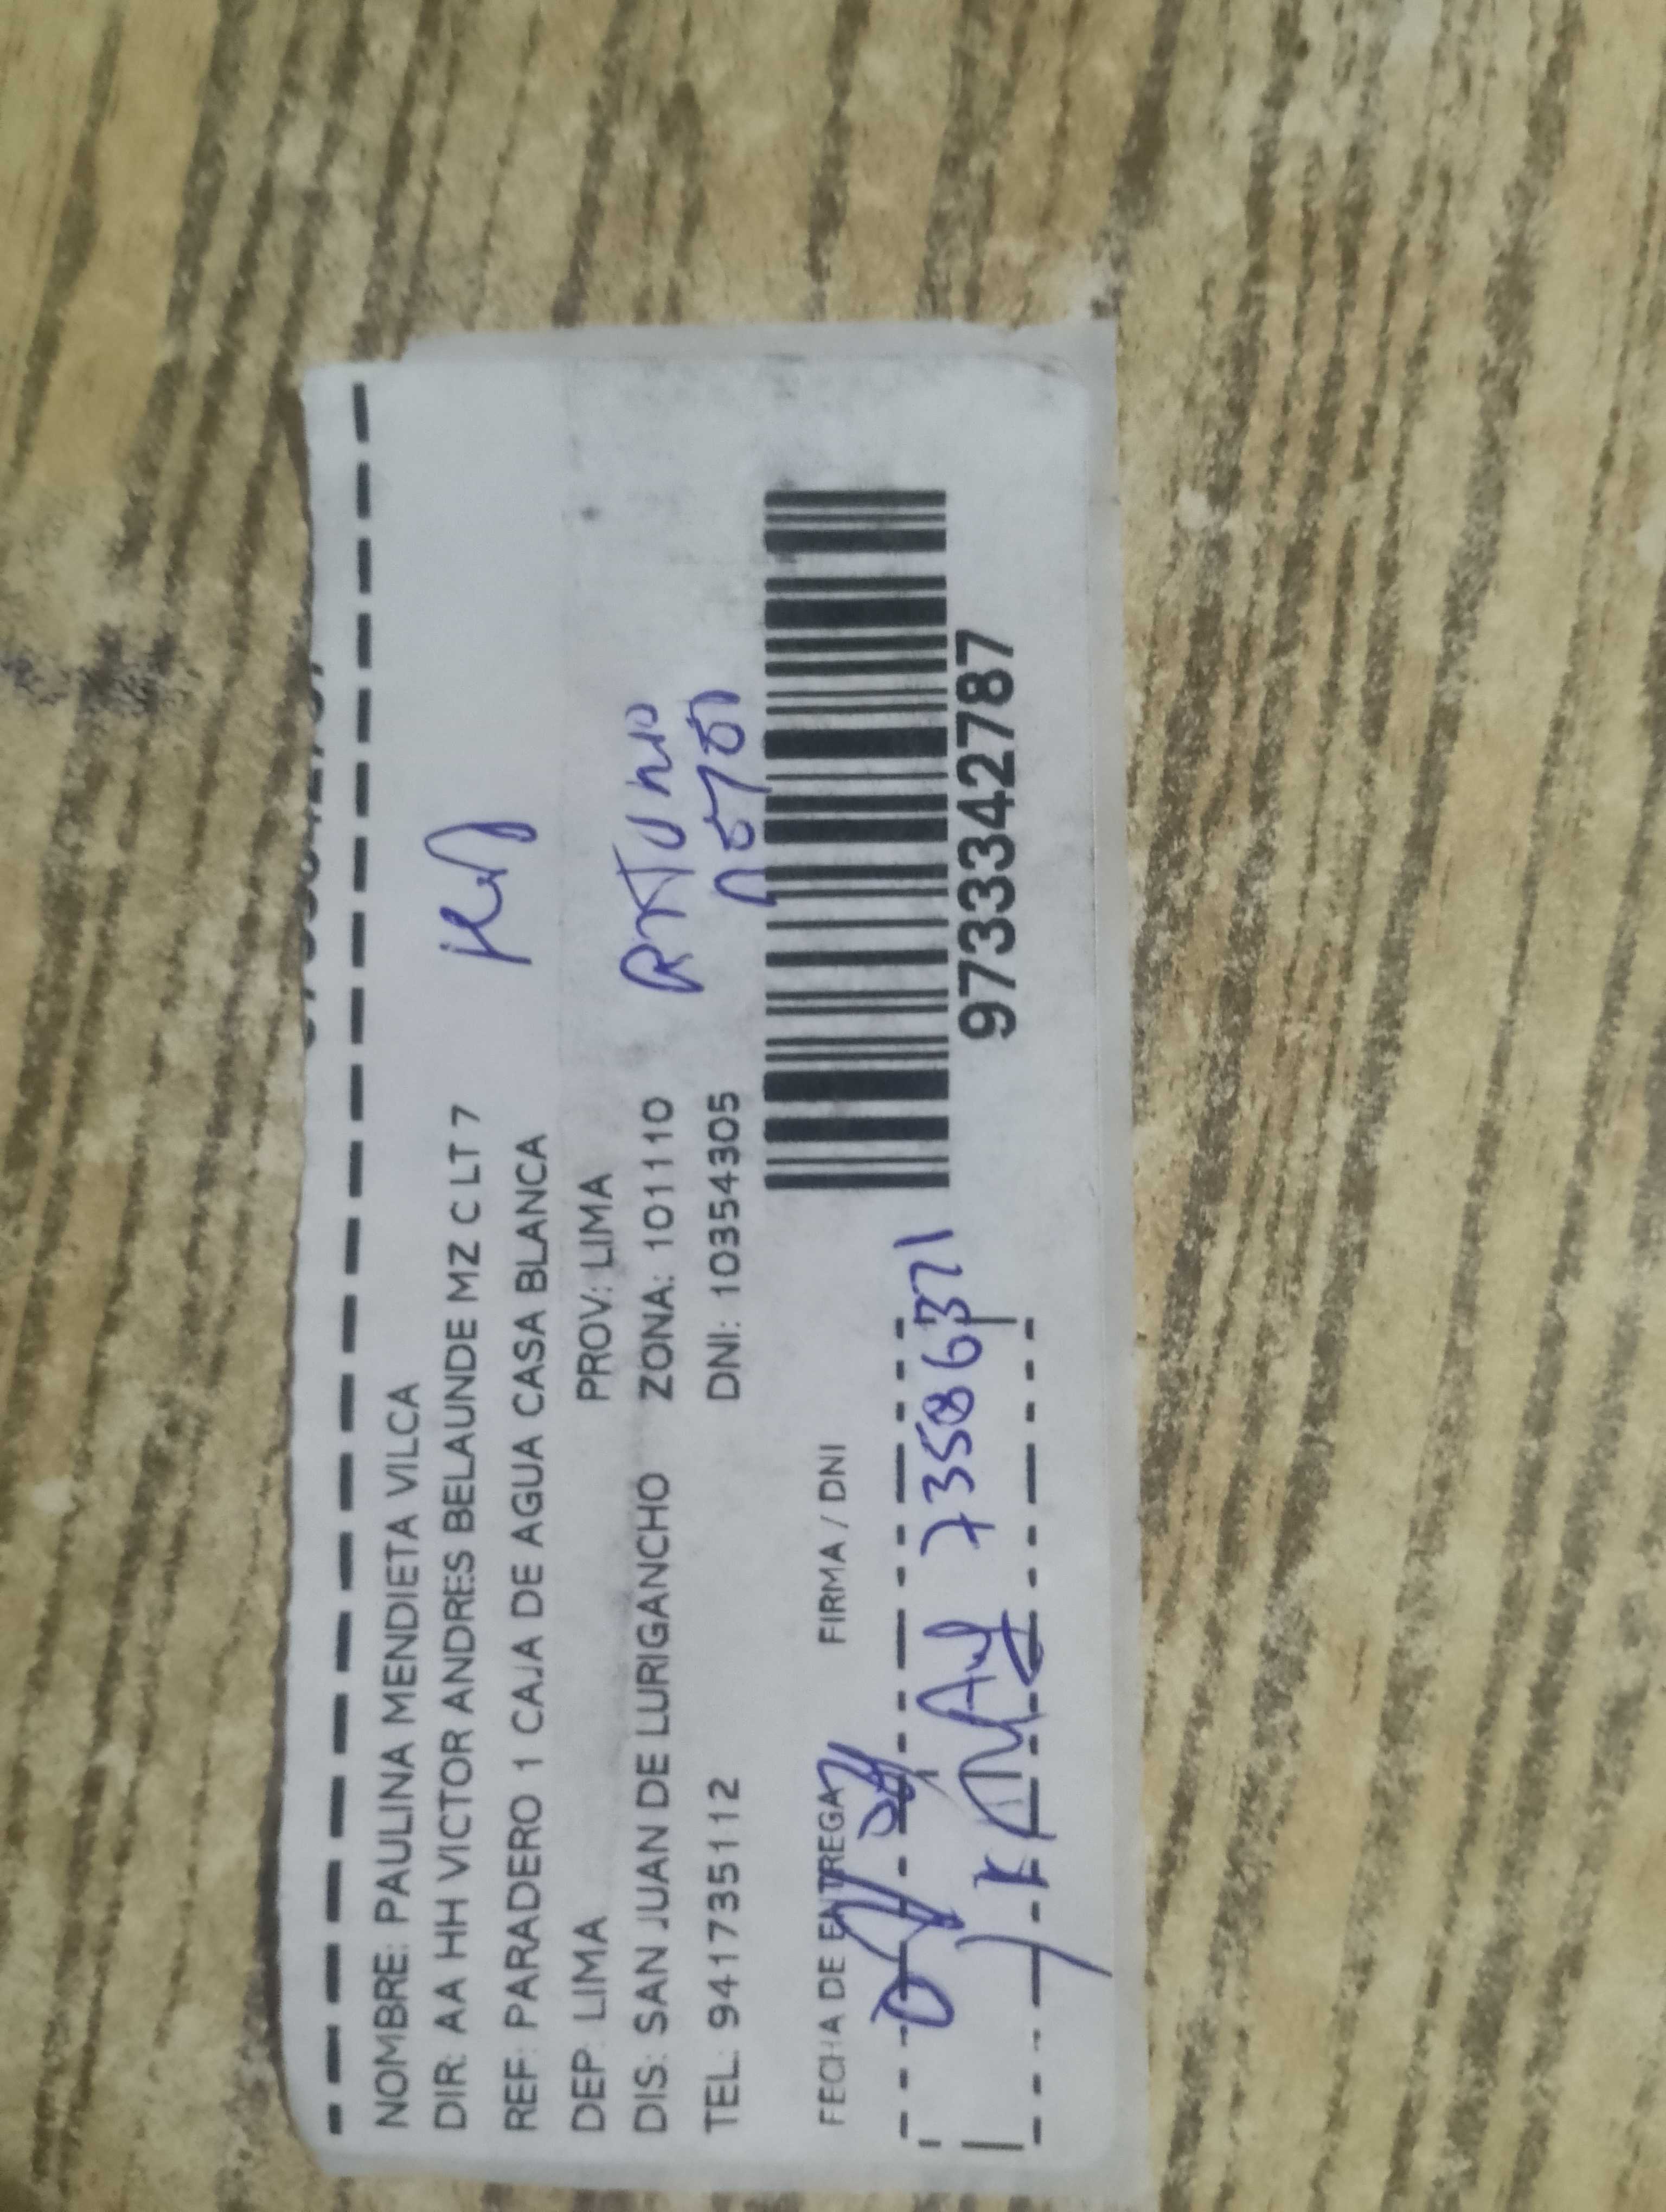 NOMBRE: PAULINA MENDIETA VILCA
DIR: AA HH VICTOR ANDRES BELAUNDE MZ C LT 7
REF: PARADERO 1 CAJA DE AGUA CASA BLANCA
DEP: LIMA PROV: LIMA
DIS: SAN JUAN DE LURIGANCHO ZONA: 101110
TEL: 941735112 DNI: 10354305
FECHA DE ENTREGA FIRMA / DNI
73586371
9733342787